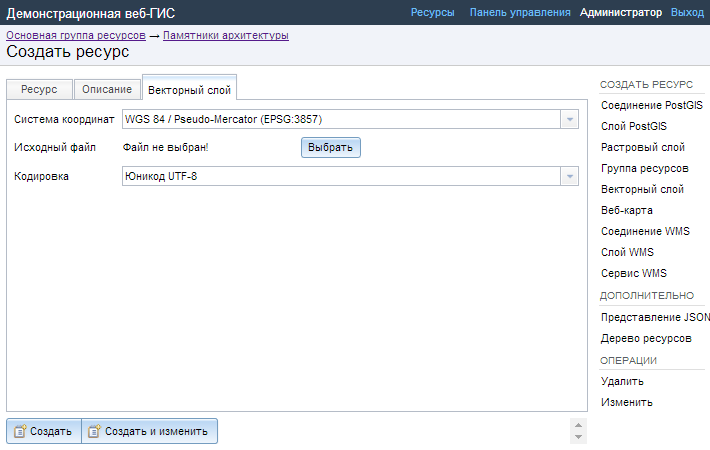 Демонстрационная веб-ГИС
Ресурсы Панель управления Администратор Выход
Основная группа ресурсов → Памятники архитектуры
Создать ресурс
Ресурс Описание Векторный слой
Система координат WGS 84 / Pseudo-Mercator (EPSG:3857)
Исходный файл Файл не выбран! Выбрать
Кодировка Юникод UTF-8
Создать Создать и изменить
СОЗДАТЬ РЕСУРС
Соединение PostGIS
Слой PostGIS
Растровый слой
Группа ресурсов
Векторный слой
Веб-карта
Соединение WMS
Слой WMS
Сервис WMS
ДОПОЛНИТЕЛЬНО
Представление JSON
Дерево ресурсов
ОПЕРАЦИИ
Удалить
Изменить